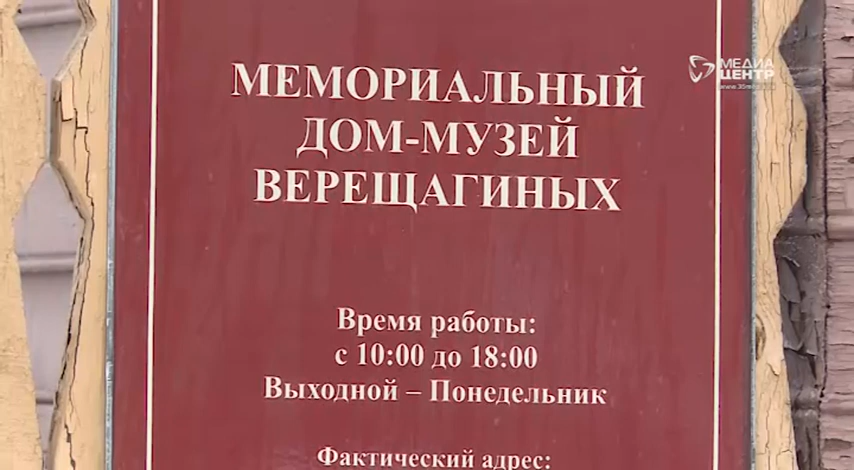 МЕДИА
ЦЕНТР
МЕМОРИАЛЬНЫЙ
ДОМ-МУЗЕЙ
ВЕРЕЩАГИНЫХ
Время работы:
с 10:00 до 18:00
Выходной – Понедельник
Фактический адрес: